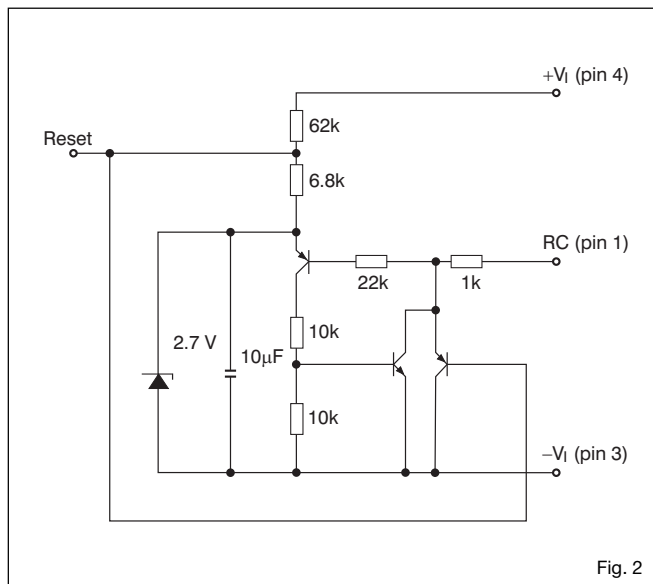 +VI (pin 4)
62k
Reset
6.8k
RC (pin 1)
22k
1k
10k
2.7 V
10µF
10k
−VI (pin 3)
Fig. 2